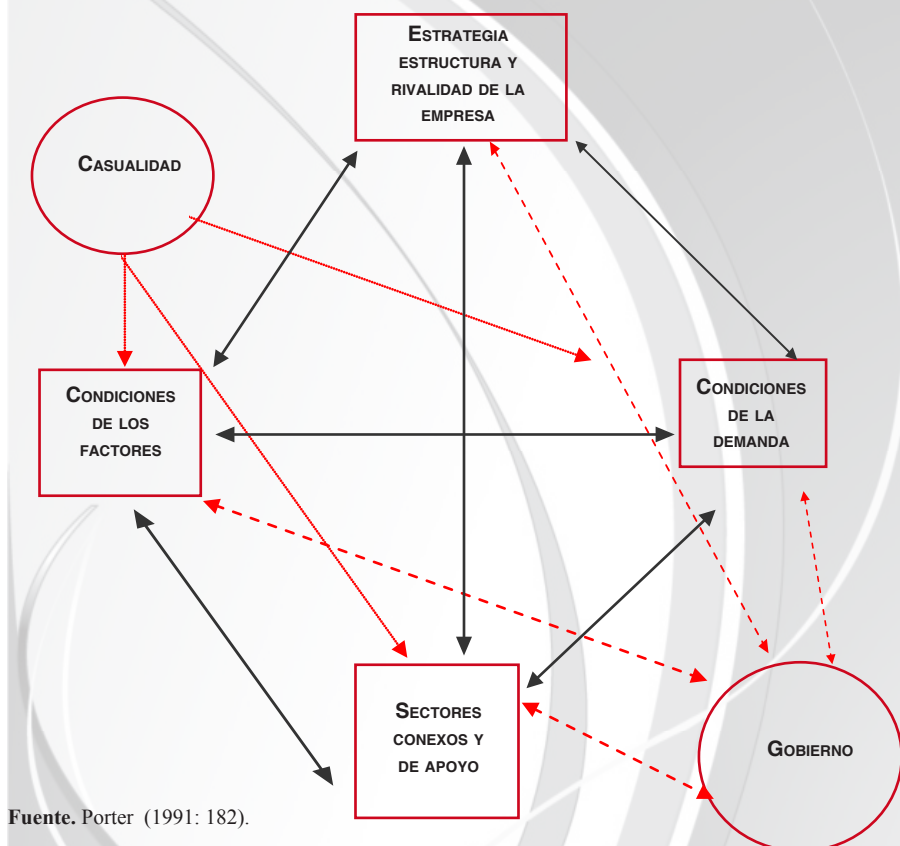 ESTRATEGIA
ESTRUCTURA Y
RIVALIDAD DE LA
EMPRESA
CASUALIDAD
CONDICIONES
DE LOS
FACTORES
CONDICIONES
DE LA
DEMANDA
SECTORES
CONEXOS Y
DE APOYO
GOBIERNO
Fuente. Porter (1991: 182).